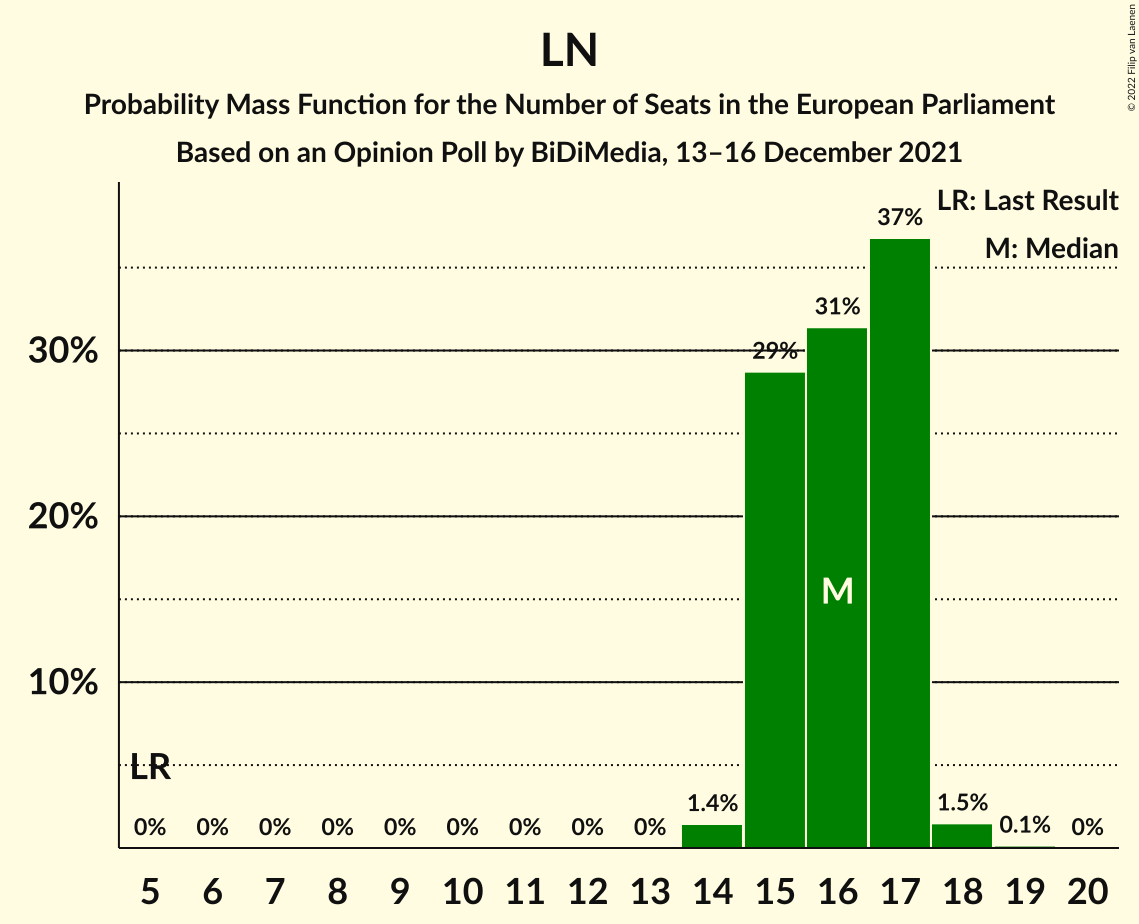 LN
Probability Mass Function for the Number of Seats in the European Parliament
Based on an Opinion Poll by BiDiMedia, 13–16 December 2021
© 2022 Filip van Laenen
LR: Last Result
M: Median
37%
31%
30%
29%
20%
M
10%
LR
0% 0% 0% 0% 0% 0% 0% 0% 0% 1.4% 1.5% 0.1% 0%
5 6 7 8 9 10 11 12 13 14 15 16 17 18 19 20